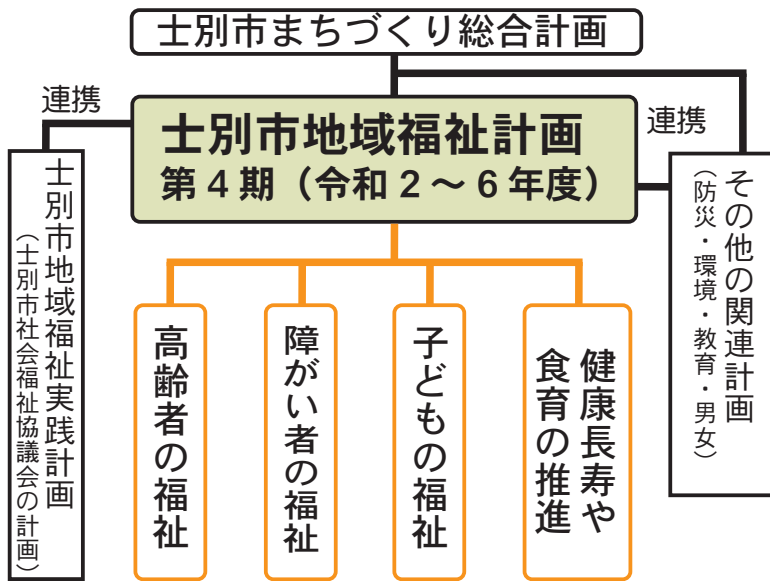 士別市まちづくり総合計画
連携
士別市地域福祉計画
第4期（令和2～6年度）
連携
士別市地域福祉実践計画
（士別市社会福祉協議会の計画）
高齢者の福祉
障がい者の福祉
子どもの福祉
健康長寿や
食育の推進
その他の関連計画
（防災・環境・教育・男女）